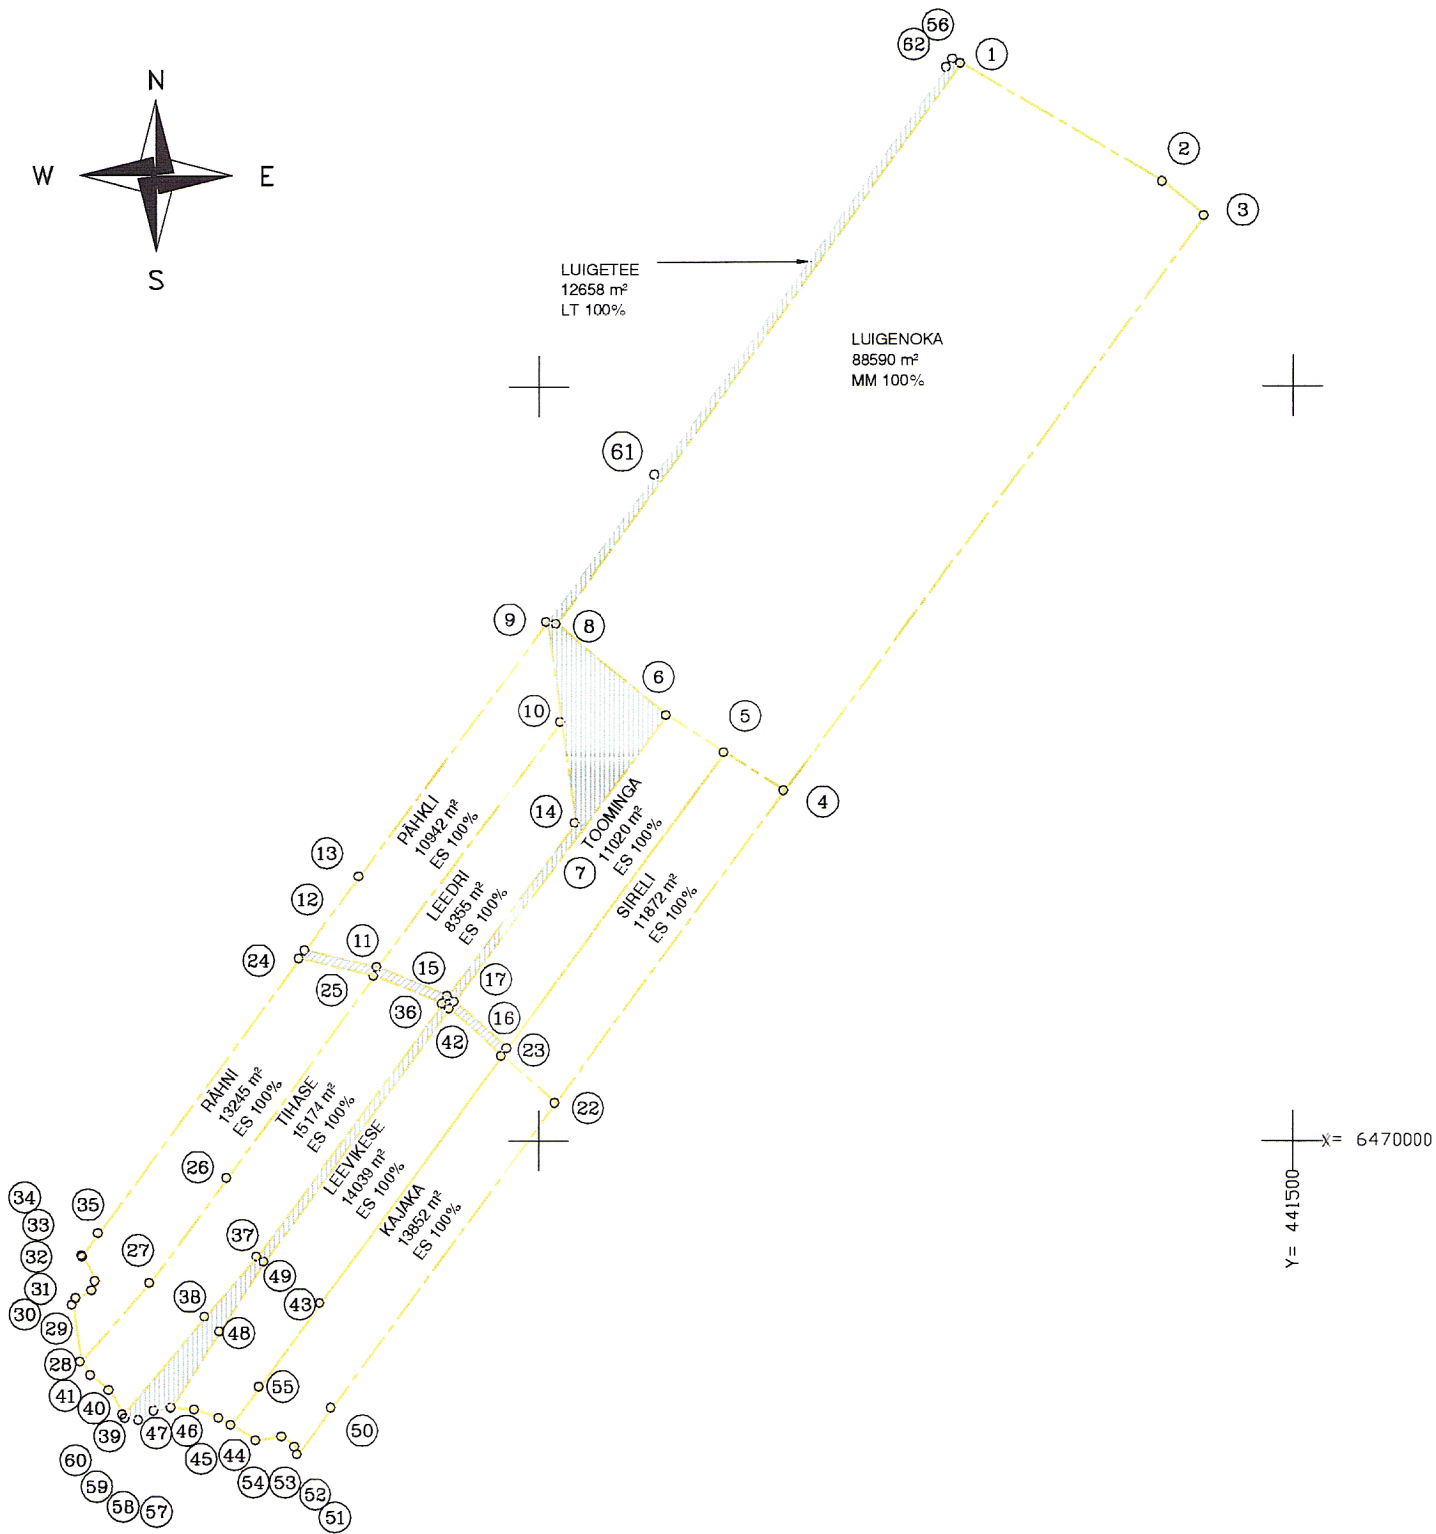 56
62
1
N
W
E
S
2
3
LUIGETEE
12658 m²
LT 100%
LUIGENOKA
88590 m²
MM 100%
61
9
8
6
5
10
4
14
7
PÄHKLI
10942 m²
ES 100%
TOOMINGA
11020 m²
ES 100%
LEEDRI
8355 m²
ES 100%
SIRELI
11872 m²
ES 100%
13
12
11
24
25
15
17
36
16
42
23
22
RÄHNI
13245 m²
ES 100%
TIHASE
15174 m²
ES 100%
LEEVIKESE
14039 m²
ES 100%
KAJAKA
13852 m²
ES 100%
X= 6470000
Y= 441500
26
34
33
35
32
31
30
27
29
37
49
38
43
48
28
41
40
39
55
47
46
45
44
50
54
53
52
51
60
59
58
57